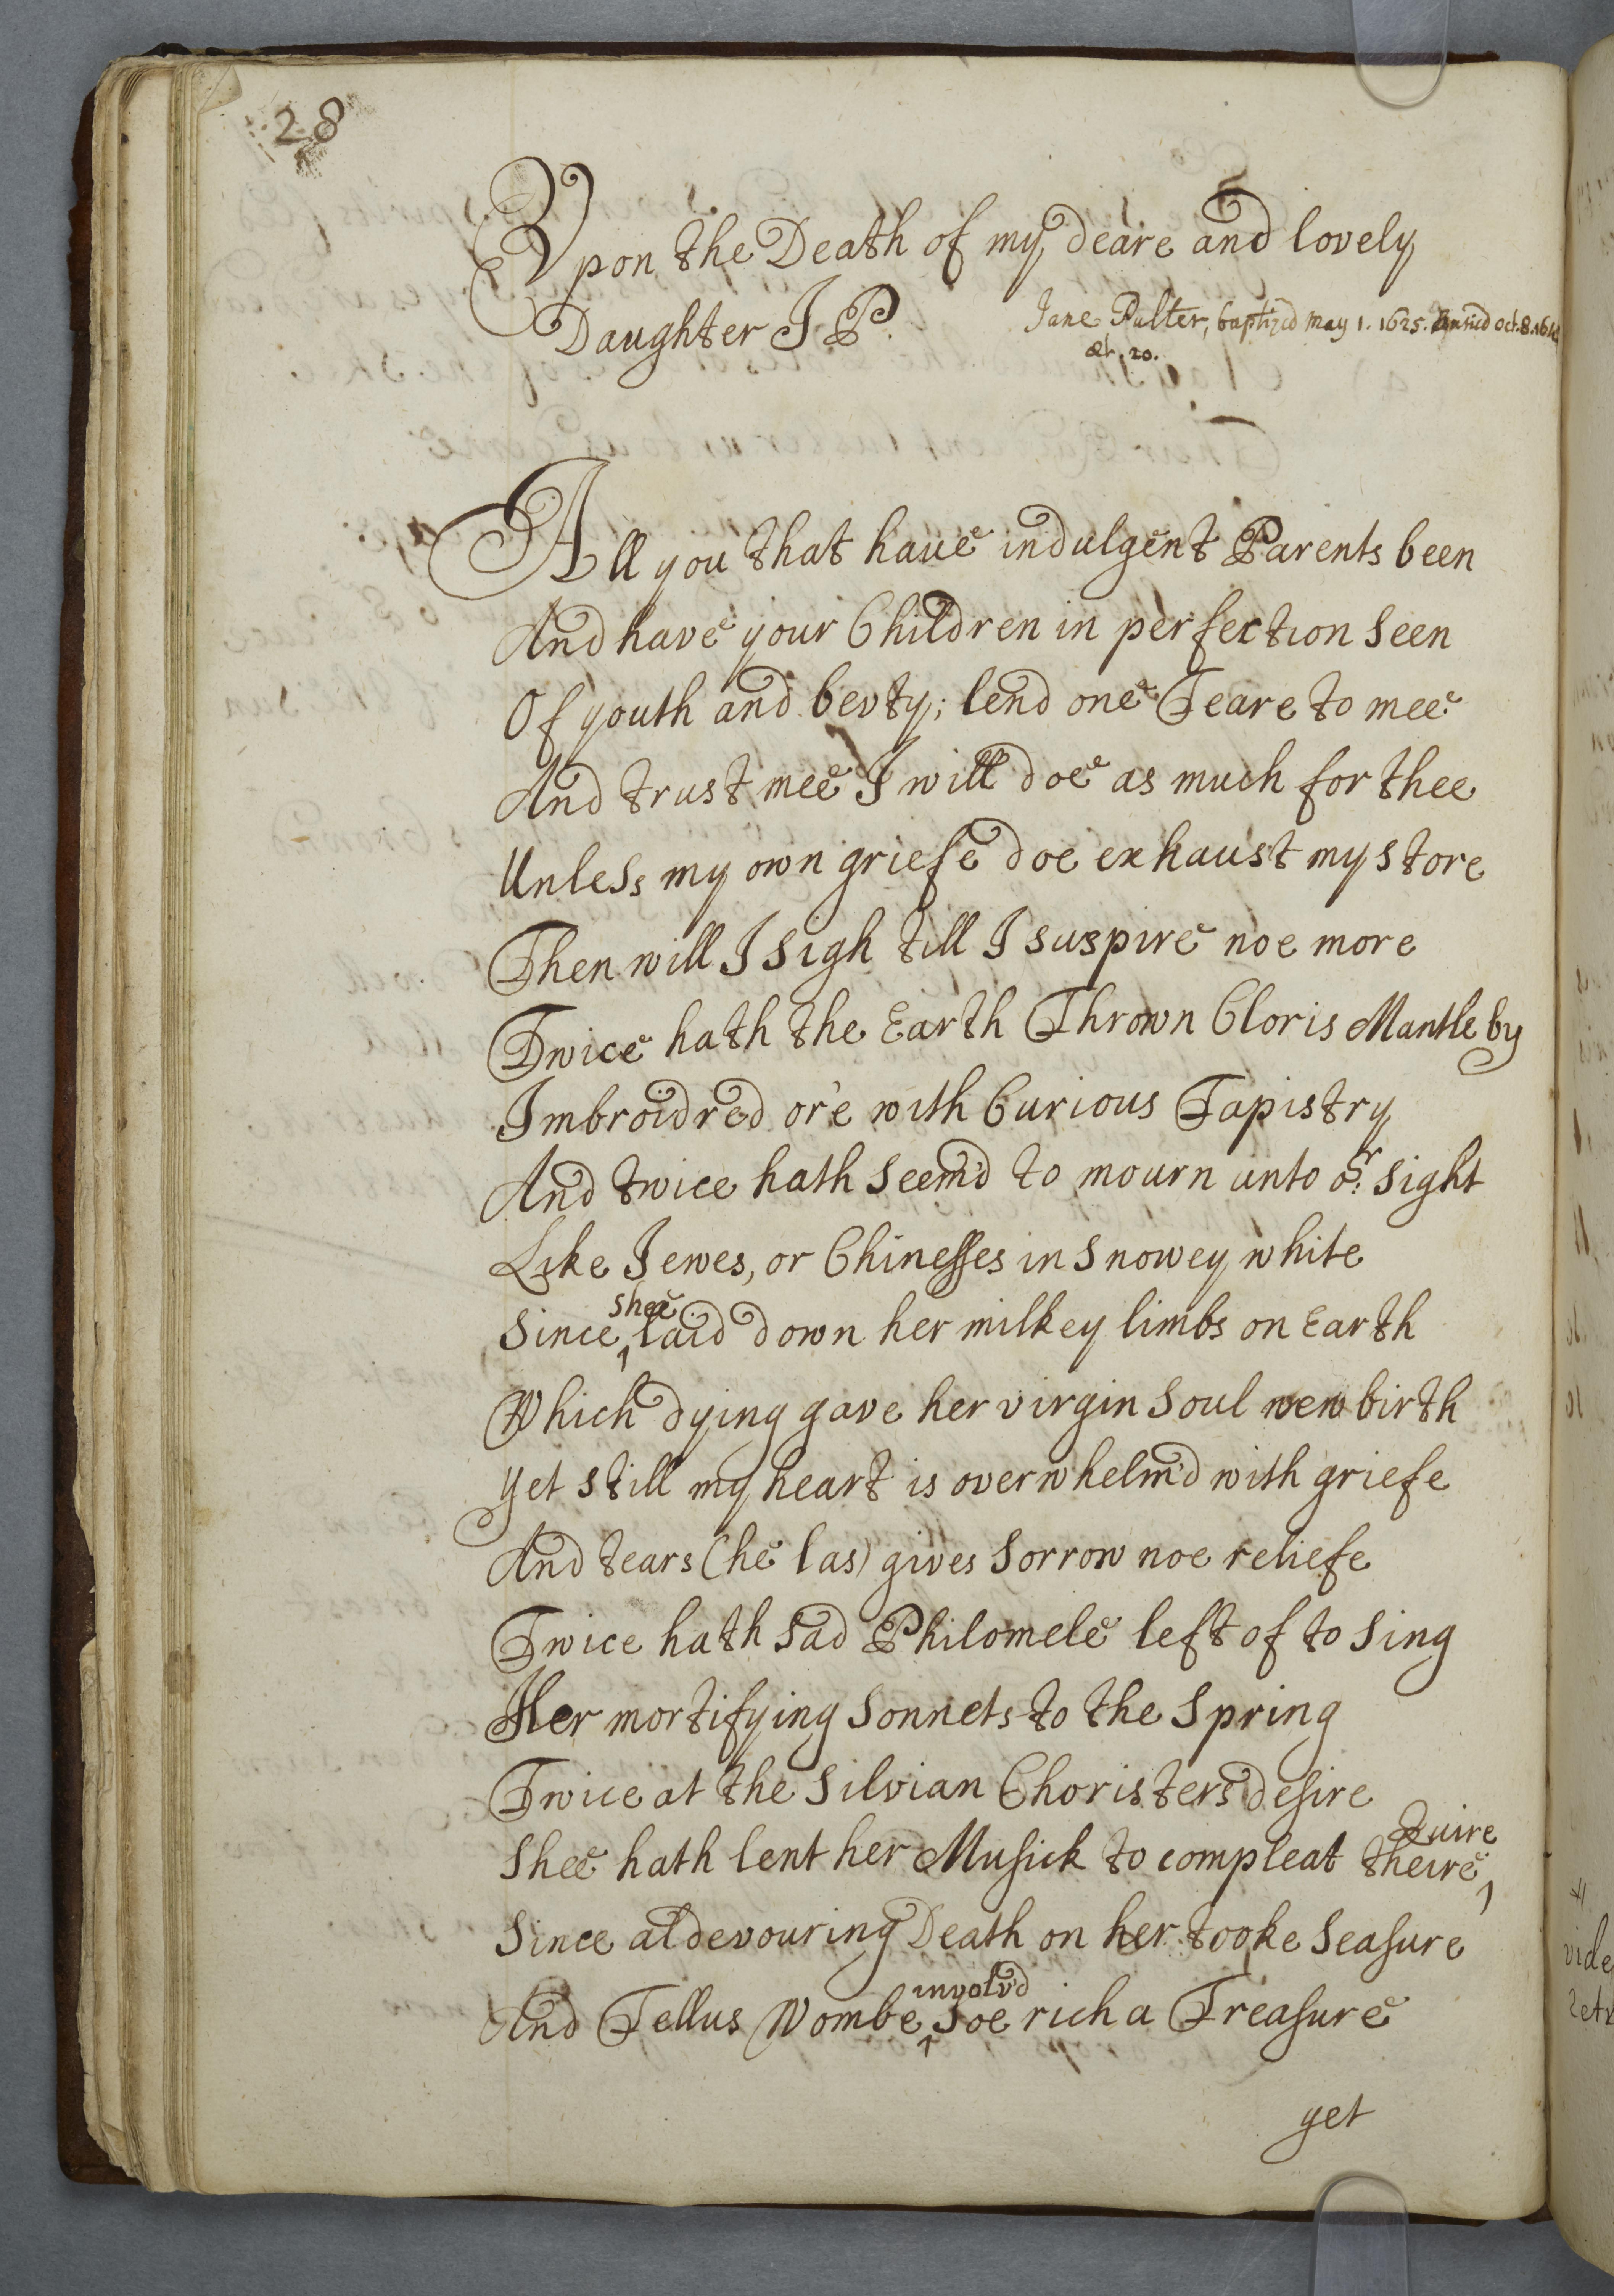 28
Vpon the Death of my deare and lovely
Daughter J P.
Jane Pulter, baptized May 1. 1625. Buried Oct. 8. 164
æt. 20.
All you that haue indulgent Parents been
And have your Children in perfection seen
Of youth and bevty; lend one Teare to mee
And trust mee I will doe as much for thee
Unless my own griefe doe exhaust my store
Then will I sigh till I suspire noe more
Twice hath the Earth Thrown Cloris Mantle by
Imbroidred or'e with Curious Tapistry
And twice hath seem'd to mourn unto or: sight
Like Jewes, or Chinesses in snowey white
Since shee laid down her milkey limbs on Earth
Which dying gave her virgin Soul new birth
yet still my heart is overwhelm'd with griefe
And tears (he las) gives sorrow noe reliefe
Twice hath sad Philomele left of to sing
Her mortifying sonnets to the Spring
Twice at the Silvian Choristers desire
Shee hath lent her Musick to compleat theire Quire
Since al devouring Death on her tooke seasure
And Tellus Wombe involv'd soe rich a Treasure
yet
vide